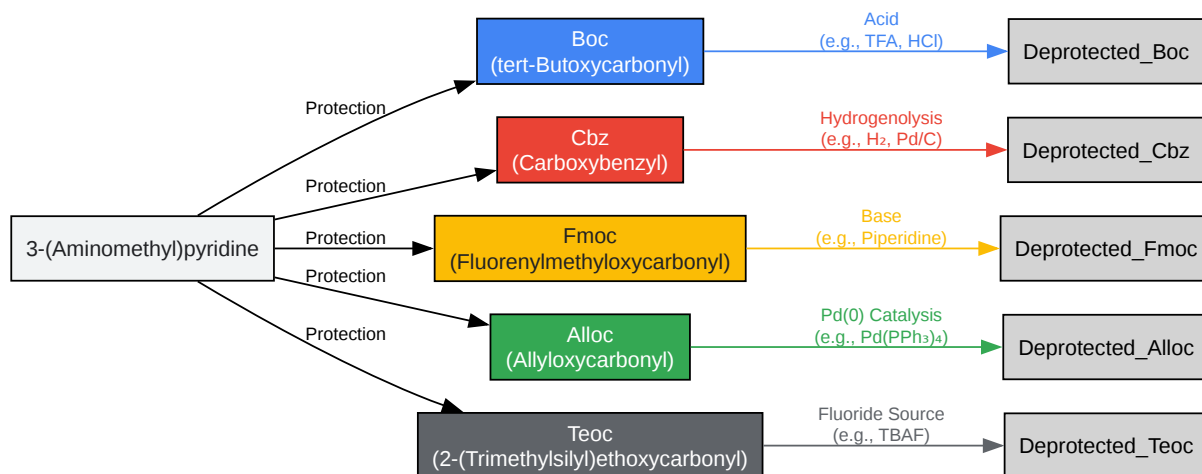 Boc
(tert-Butoxycarbonyl)
Acid
(e.g., TFA, HCl)
Deprotected_Boc
Protection
Cbz
(Carboxybenzyl)
Hydrogenolysis
(e.g., H₂, Pd/C)
Deprotected_Cbz
Protection
3-(Aminomethyl)pyridine
Protection
Fmoc
(Fluorenylmethyloxycarbonyl)
Base
(e.g., Piperidine)
Deprotected_Fmoc
Protection
Alloc
(Allyloxycarbonyl)
Pd(0) Catalysis
(e.g., Pd(PPh₃)₄)
Deprotected_Alloc
Protection
Teoc
(2-(Trimethylsilyl)ethoxycarbonyl)
Fluoride Source
(e.g., TBAF)
Deprotected_Teoc